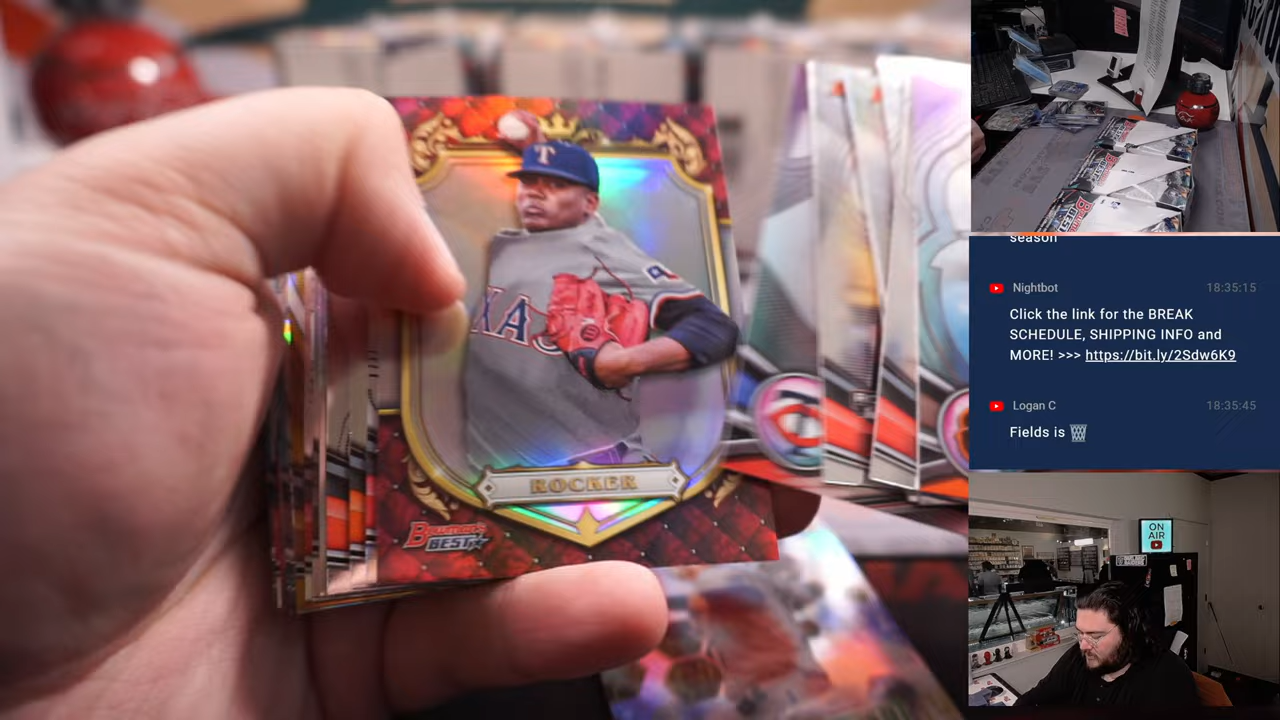 T
XAS
ROCKER
BOWMAN'S
BEST
season
Nightbot 18:35:15
Click the link for the BREAK
SCHEDULE, SHIPPING INFO and
MORE! >>> https://bit.ly/2Sdw6K9
Logan C 18:35:45
Fields is 🗑
ON
AIR